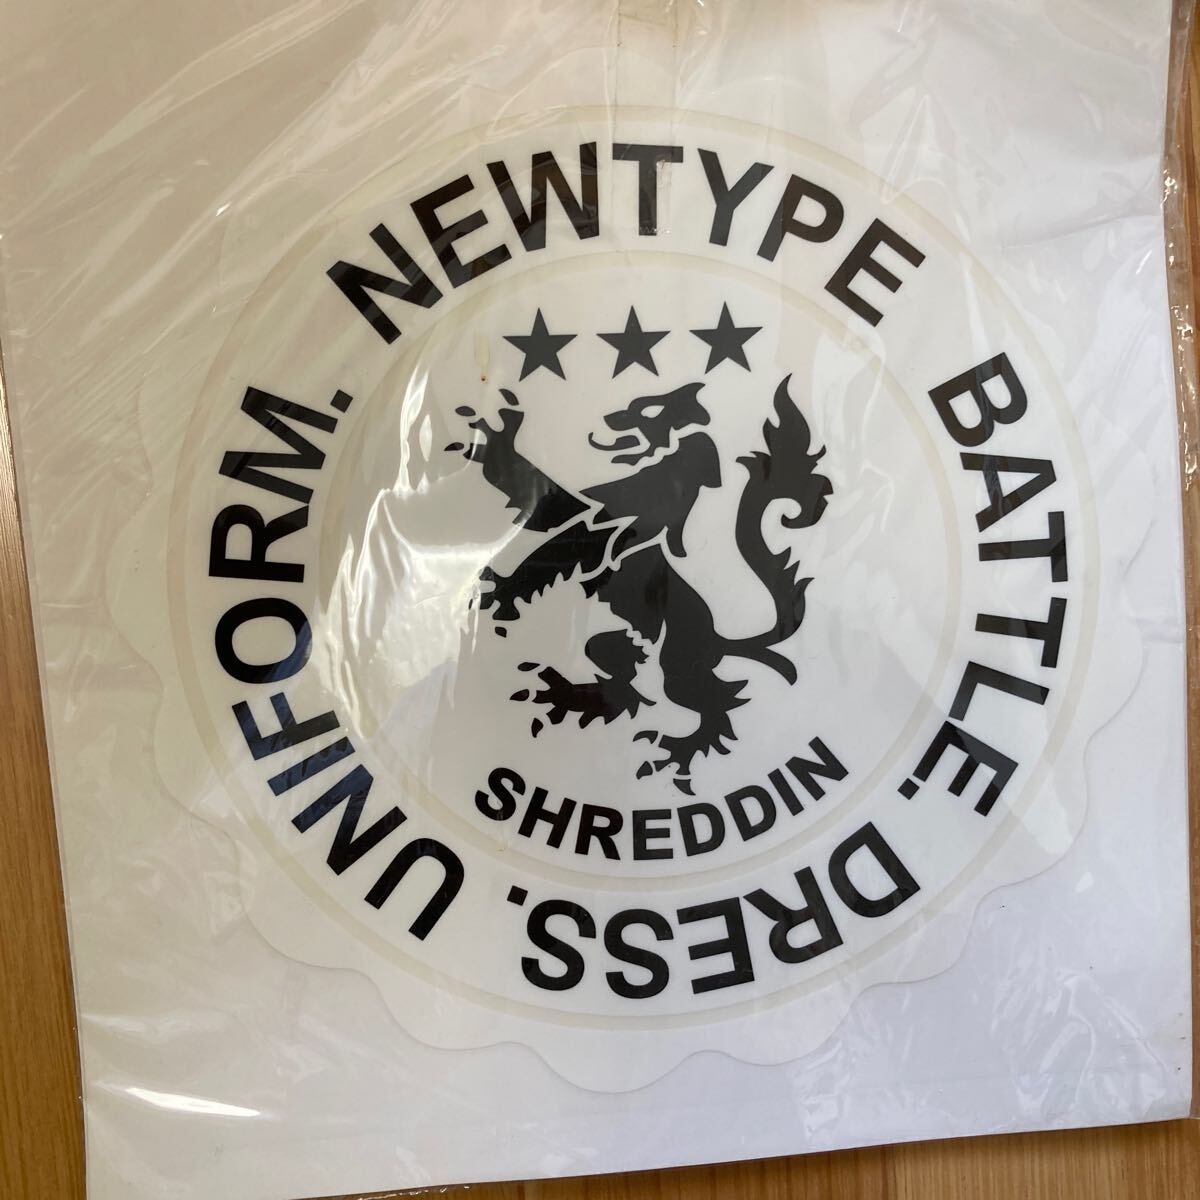 NEWTYPE BATTLE. DRESS. UNIFORM.
SHREDDIN